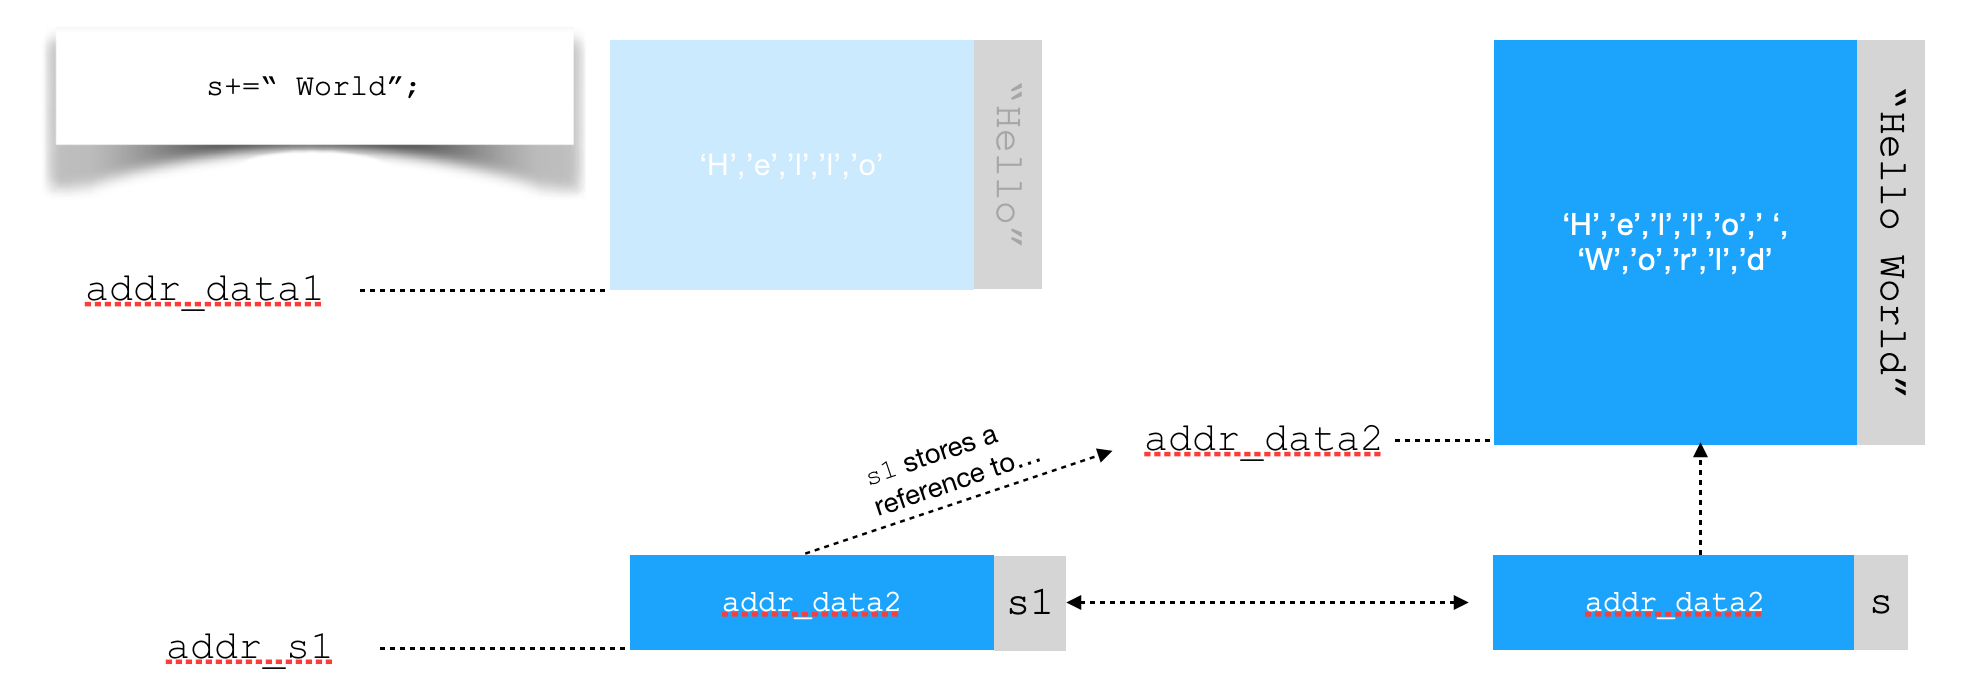 s+=“ World”;
‘H’,’e’,’l’,’l’,’o’
“Hello”
‘H’,’e’,’l’,’l’,’o’,’ ‘,
‘W’,’o’,’r’,’l’,’d’
“Hello World”
addr_data1
addr_data2
s1 stores a
reference to…
addr_data2
s1
addr_data2
s
addr_s1